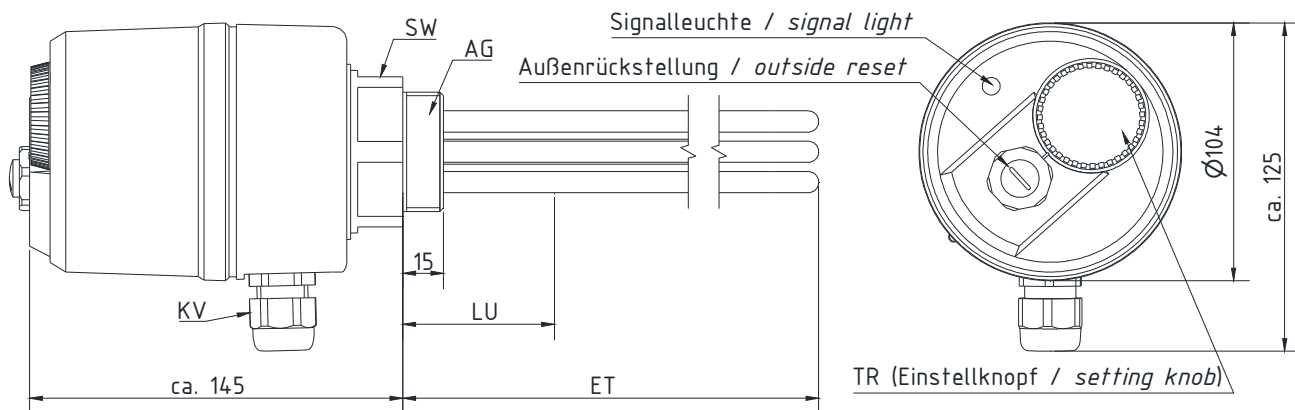 Signalleuchte / signal light
SW
AG
Außenrückstellung / outside reset
Ø104
ca. 125
15
KV
LU
TR (Einstellknopf / setting knob)
ca. 145
ET